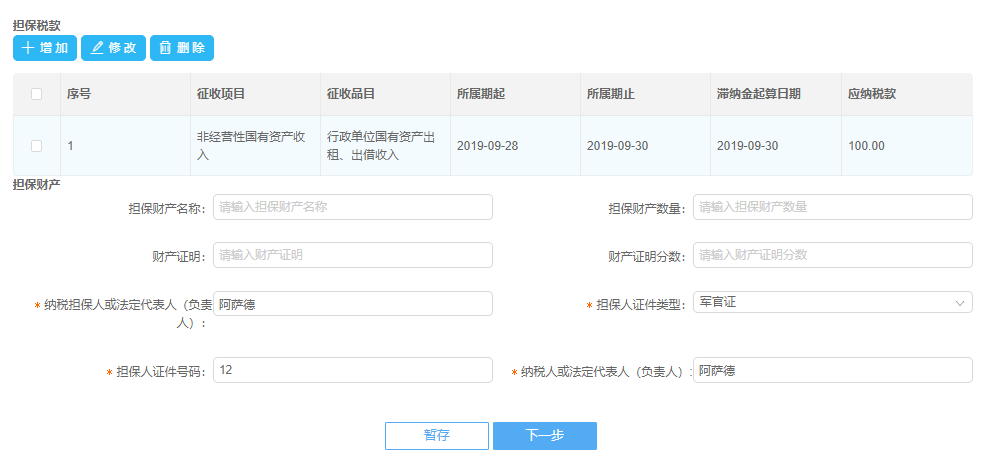 担保税款
增加 修改 删除
序号 征收项目 征收品目 所属期起 所属期止 滞纳金起算日期 应纳税款
1 非经营性国有资产收入 行政单位国有资产出租、出借收入 2019-09-28 2019-09-30 2019-09-30 100.00
担保财产
担保财产名称: 请输入担保财产名称 担保财产数量: 请输入担保财产数量
财产证明: 请输入财产证明 财产证明分数: 请输入财产证明分数
* 纳税担保人或法定代表人（负责人）: 阿萨德 * 担保人证件类型: 军官证
* 担保人证件号码: 12 * 纳税人或法定代表人（负责人）: 阿萨德
暂存 下一步